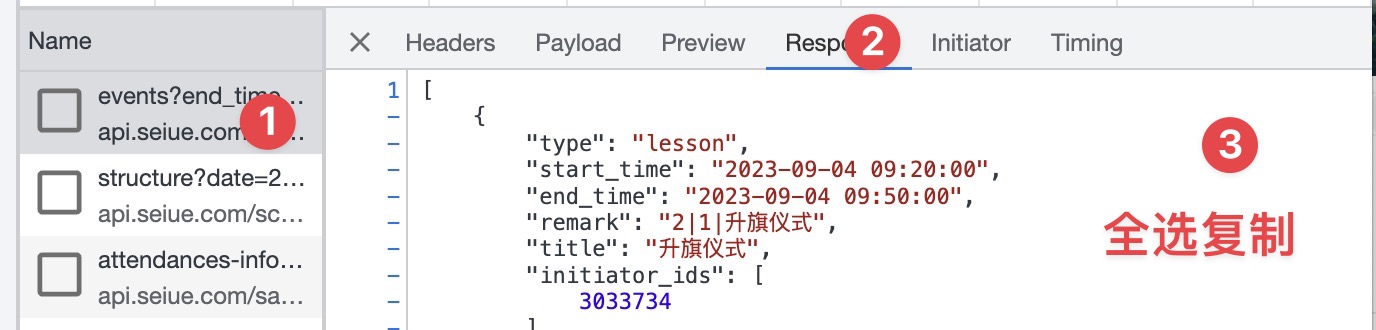 Name
events?end_time…
api.seiue.com
1
structure?date=2…
api.seiue.com/sc…
attendances-info…
api.seiue.com/sa…
Headers Payload Preview Resp 2 Initiator Timing
1 [
{
"type": "lesson",
"start_time": "2023-09-04 09:20:00",
"end_time": "2023-09-04 09:50:00",
"remark": "2|1|升旗仪式",
"title": "升旗仪式",
"initiator_ids": [
3033734
]
3
全选复制